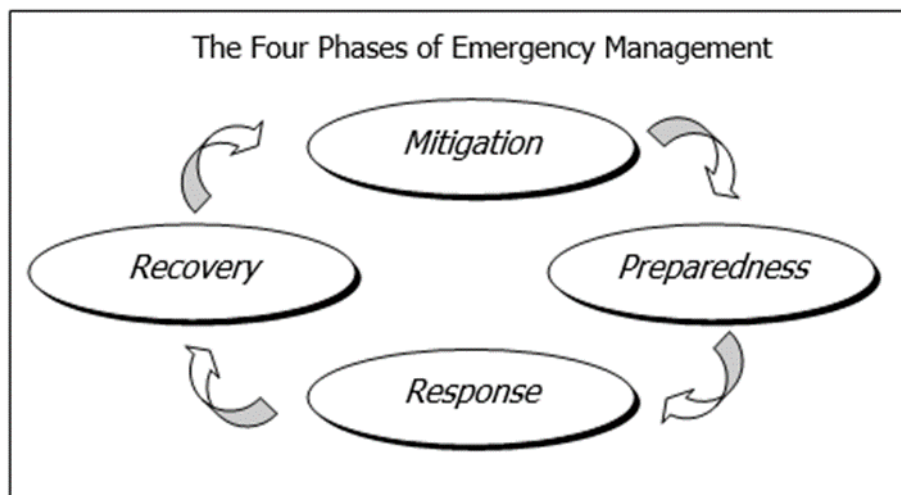 The Four Phases of Emergency Management
Mitigation
Recovery
Preparedness
Response